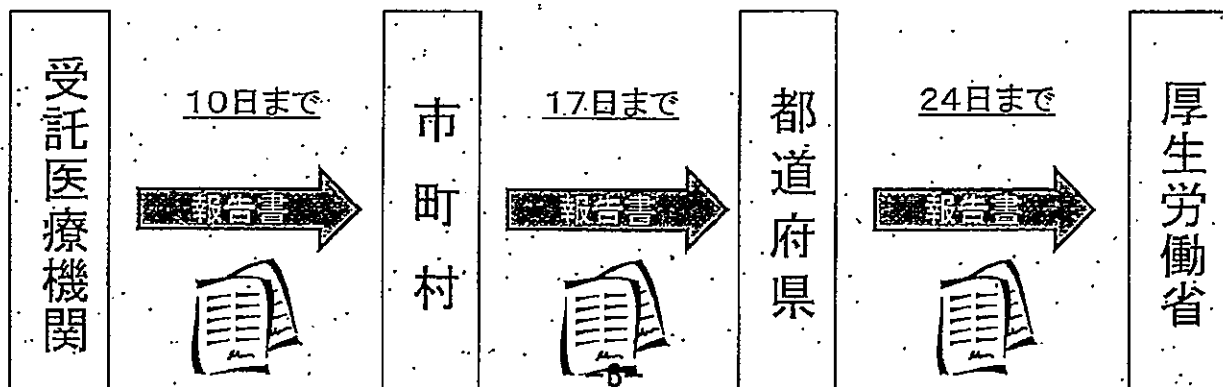 受託医療機関
10日まで
報告書
市町村
17日まで
報告書
都道府県
24日まで
報告書
厚生労働省